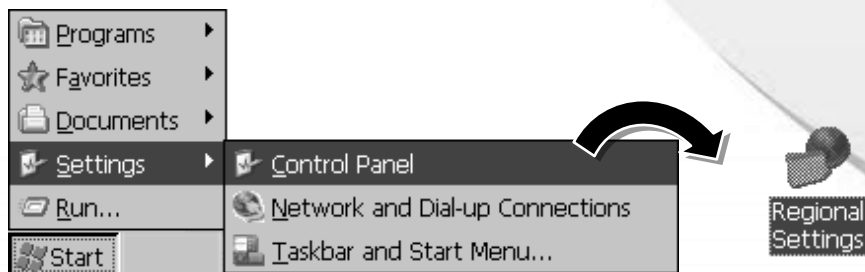 Programs
Favorites
Documents
Settings
Run...
Start
Control Panel
Network and Dial-up Connections
Taskbar and Start Menu...
Regional
Settings